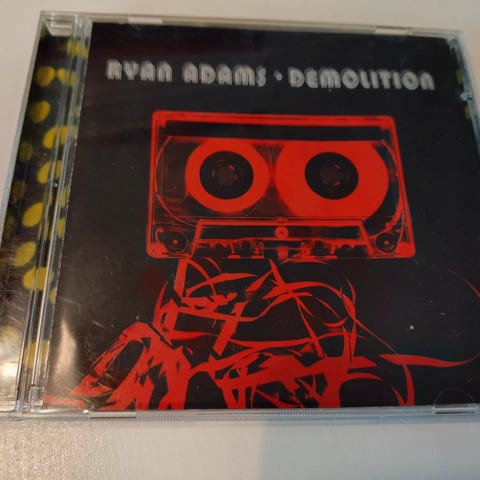 RYAN ADAMS · DEMOLITION